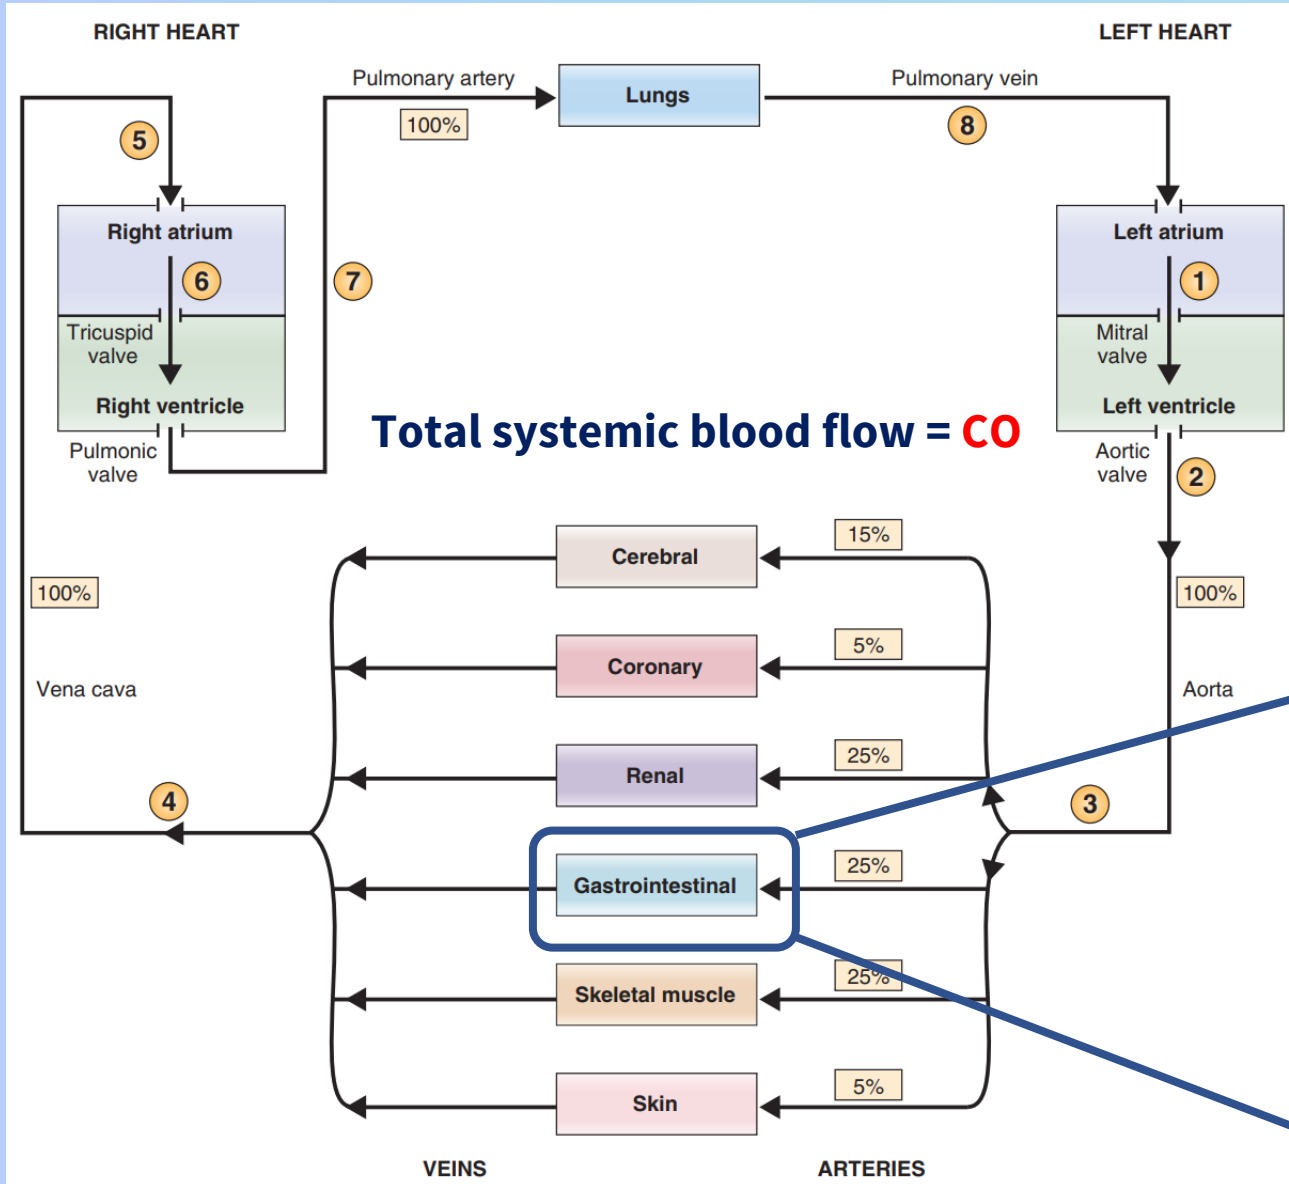 RIGHT HEART
LEFT HEART
Pulmonary artery
100%
Lungs
Pulmonary vein
8
5
Right atrium
6
Tricuspid
valve
Right ventricle
Pulmonic
valve
7
Left atrium
1
Mitral
valve
Left ventricle
Aortic
valve
2
Total systemic blood flow = CO
100%
Vena cava
4
100%
Aorta
3
Cerebral
15%
Coronary
5%
Renal
25%
Gastrointestinal
25%
Skeletal muscle
25%
Skin
5%
VEINS
ARTERIES